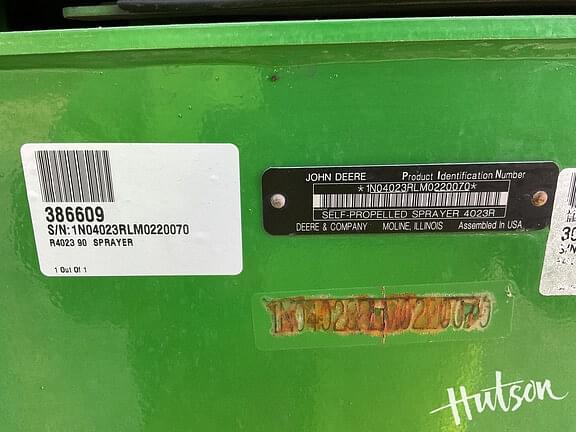 386609
S/N:1N04023RLM0220070
R4023 90 SPRAYER
1 Out Of 1
JOHN DEERE Product Identification Number
*1N04023RLM0220070*
SELF-PROPELLED SPRAYER 4023R
DEERE & COMPANY MOLINE, ILLINOIS Assembled In USA
1N04023RLM0220070
Hutson